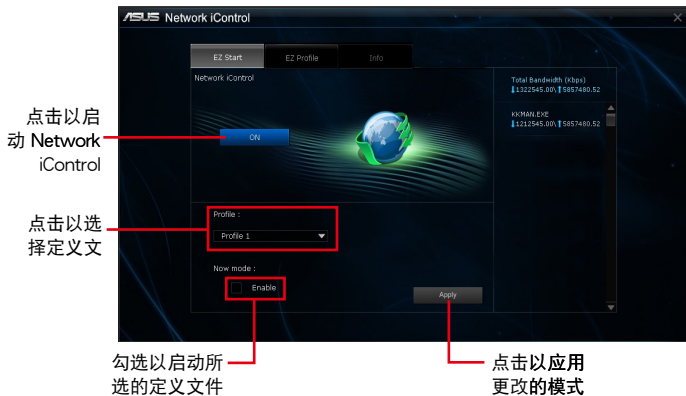 ASUS Network iControl
EZ Start
EZ Profile
Info
Network iControl
ON
Total Bandwidth (Kbps)
1322545.00\ 5857480.52
KKMAN.EXE
1212545.00\ 5857480.52
Profile :
Profile 1
Now mode :
Enable
Apply
点击以启
动 Network
iControl
点击以选
择定义文
勾选以启动所
选的定义文件
点击以应用
更改的模式